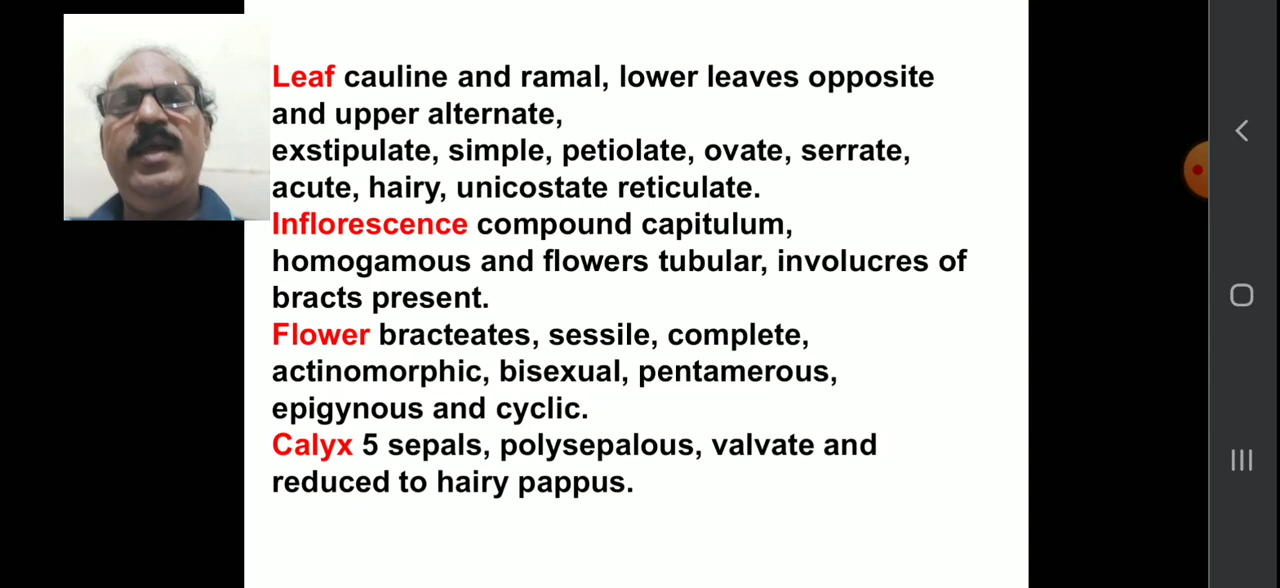 Leaf cauline and ramal, lower leaves opposite
and upper alternate,
exstipulate, simple, petiolate, ovate, serrate,
acute, hairy, unicostate reticulate.
Inflorescence compound capitulum,
homogamous and flowers tubular, involucres of
bracts present.
Flower bracteates, sessile, complete,
actinomorphic, bisexual, pentamerous,
epigynous and cyclic.
Calyx 5 sepals, polysepalous, valvate and
reduced to hairy pappus.